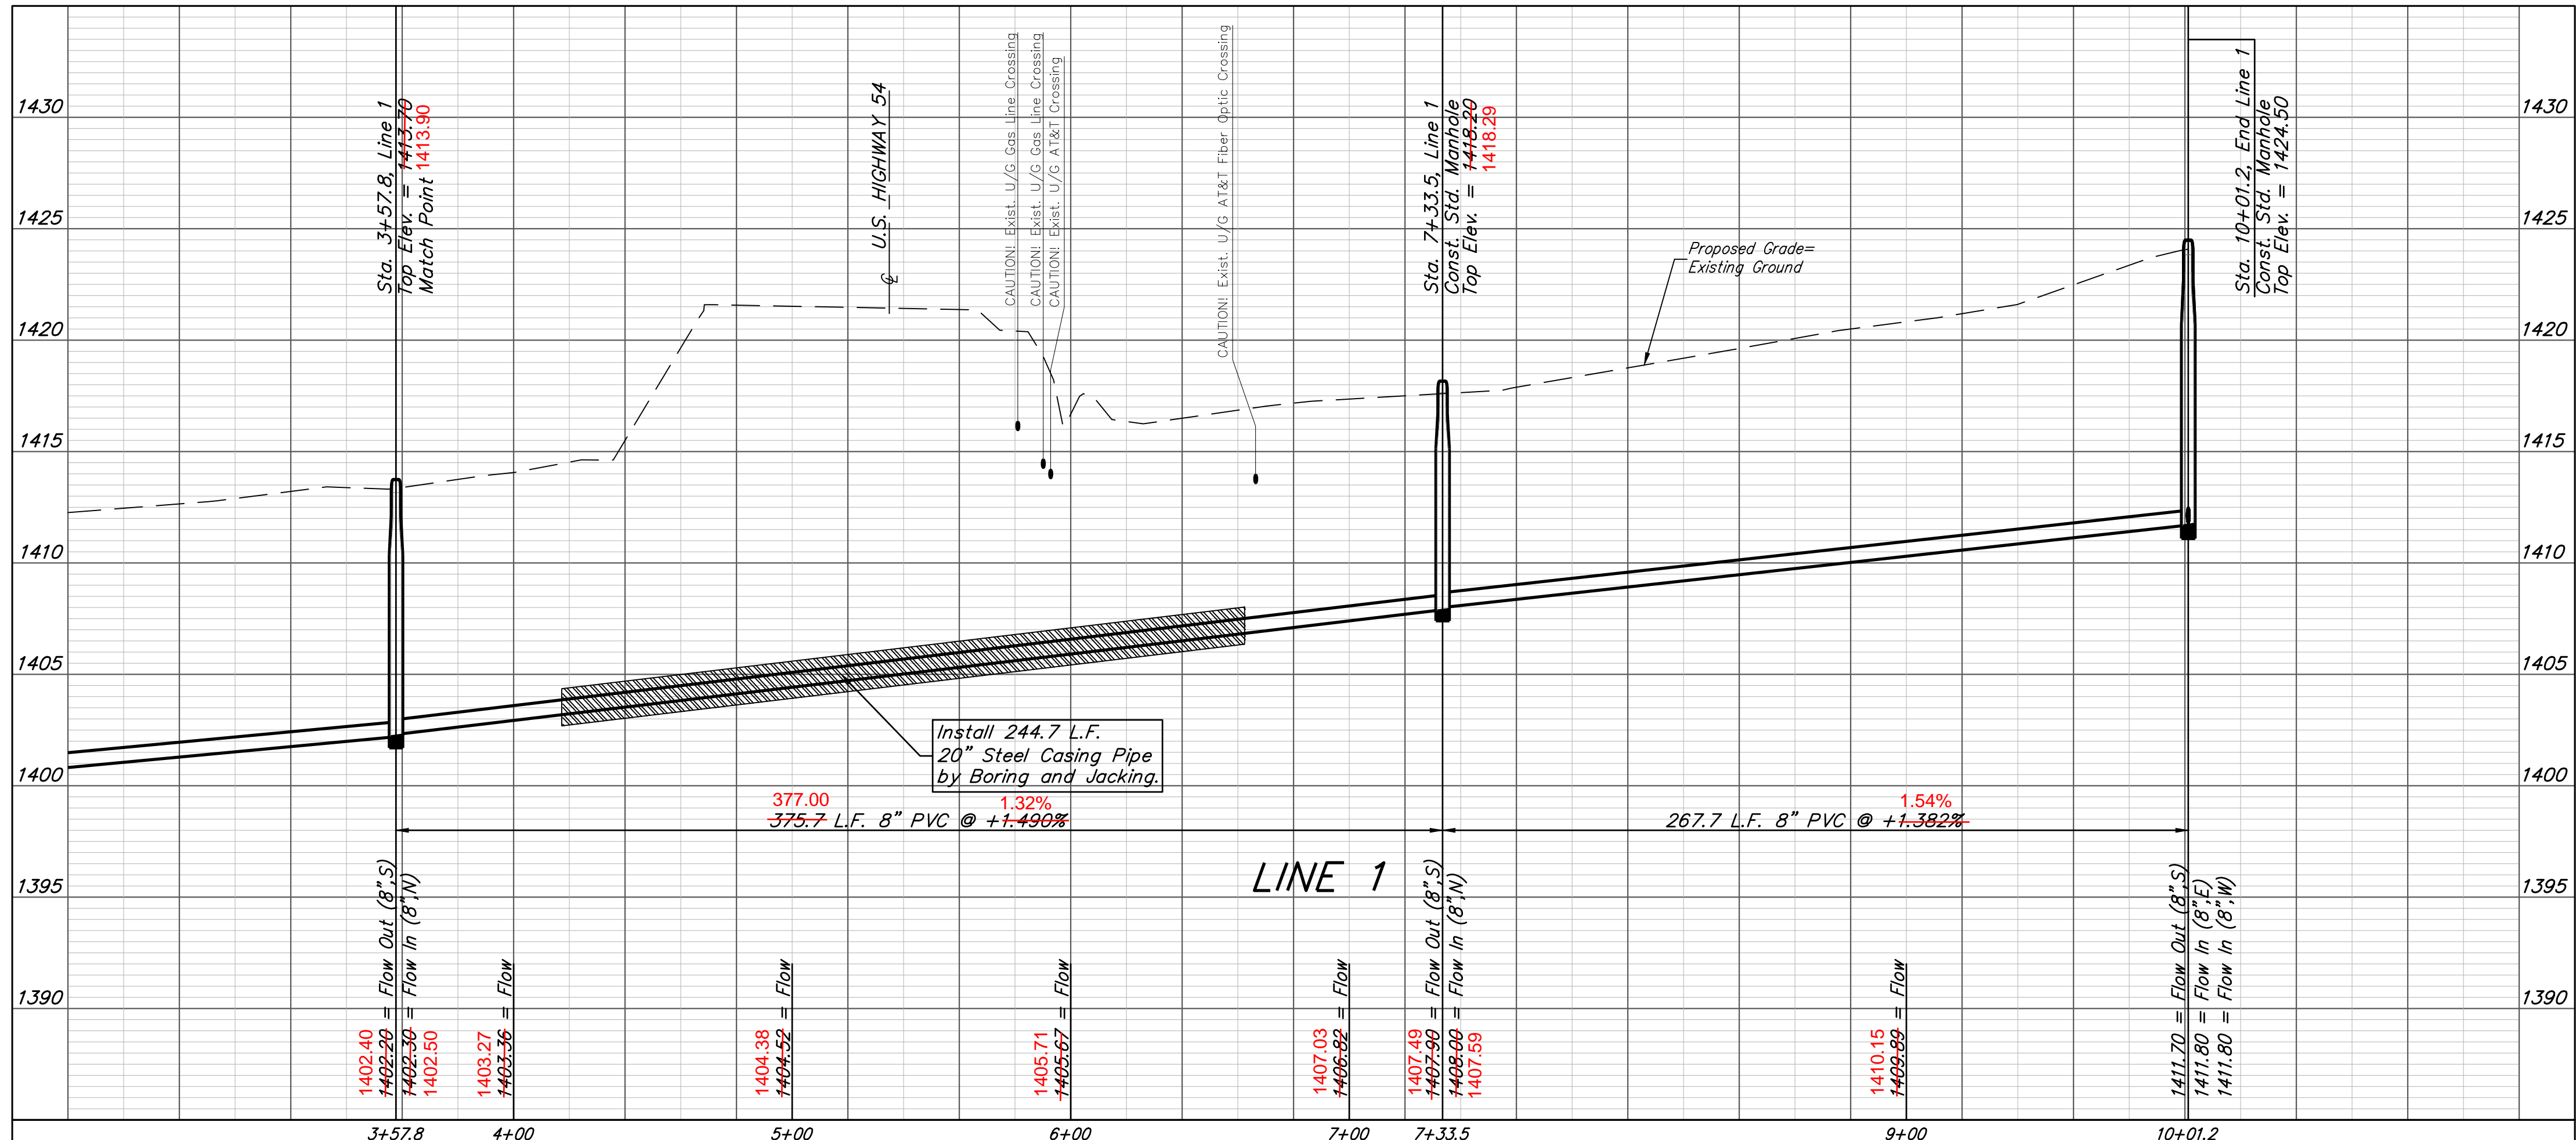 Sta. 3+57.8, Line 1
Top Elev. = 1413.70
1413.90
Match Point
℄ U.S. HIGHWAY 54
CAUTION! Exist. U/G Gas Line Crossing
CAUTION! Exist. U/G Gas Line Crossing
CAUTION! Exist. U/G AT&T Crossing
CAUTION! Exist. U/G AT&T Fiber Optic Crossing
Sta. 7+33.5, Line 1
Const. Std. Manhole
Top Elev. = 1418.20
1418.29
Proposed Grade=
Existing Ground
Sta. 10+01.2, End Line 1
Const. Std. Manhole
Top Elev. = 1424.50
1430
1425
1420
1415
1410
1405
1400
1395
1390
1430
1425
1420
1415
1410
1405
1400
1395
1390
Install 244.7 L.F.
20" Steel Casing Pipe
by Boring and Jacking.
377.00
1.32%
375.7 L.F. 8" PVC @ +1.490%
1.54%
267.7 L.F. 8" PVC @ +1.382%
LINE 1
1402.40
1402.20 = Flow Out (8",S)
1402.30 = Flow In (8",N)
1402.50
1403.27
1403.36 = Flow
1404.38
1404.52 = Flow
1405.71
1405.67 = Flow
1407.03
1406.82 = Flow
1407.49
1407.90 = Flow Out (8",S)
1408.00 = Flow In (8",N)
1407.59
1410.15
1409.89 = Flow
1411.70 = Flow Out (8",S)
1411.80 = Flow In (8",E)
1411.80 = Flow In (8",W)
3+57.8
4+00
5+00
6+00
7+00
7+33.5
9+00
10+01.2